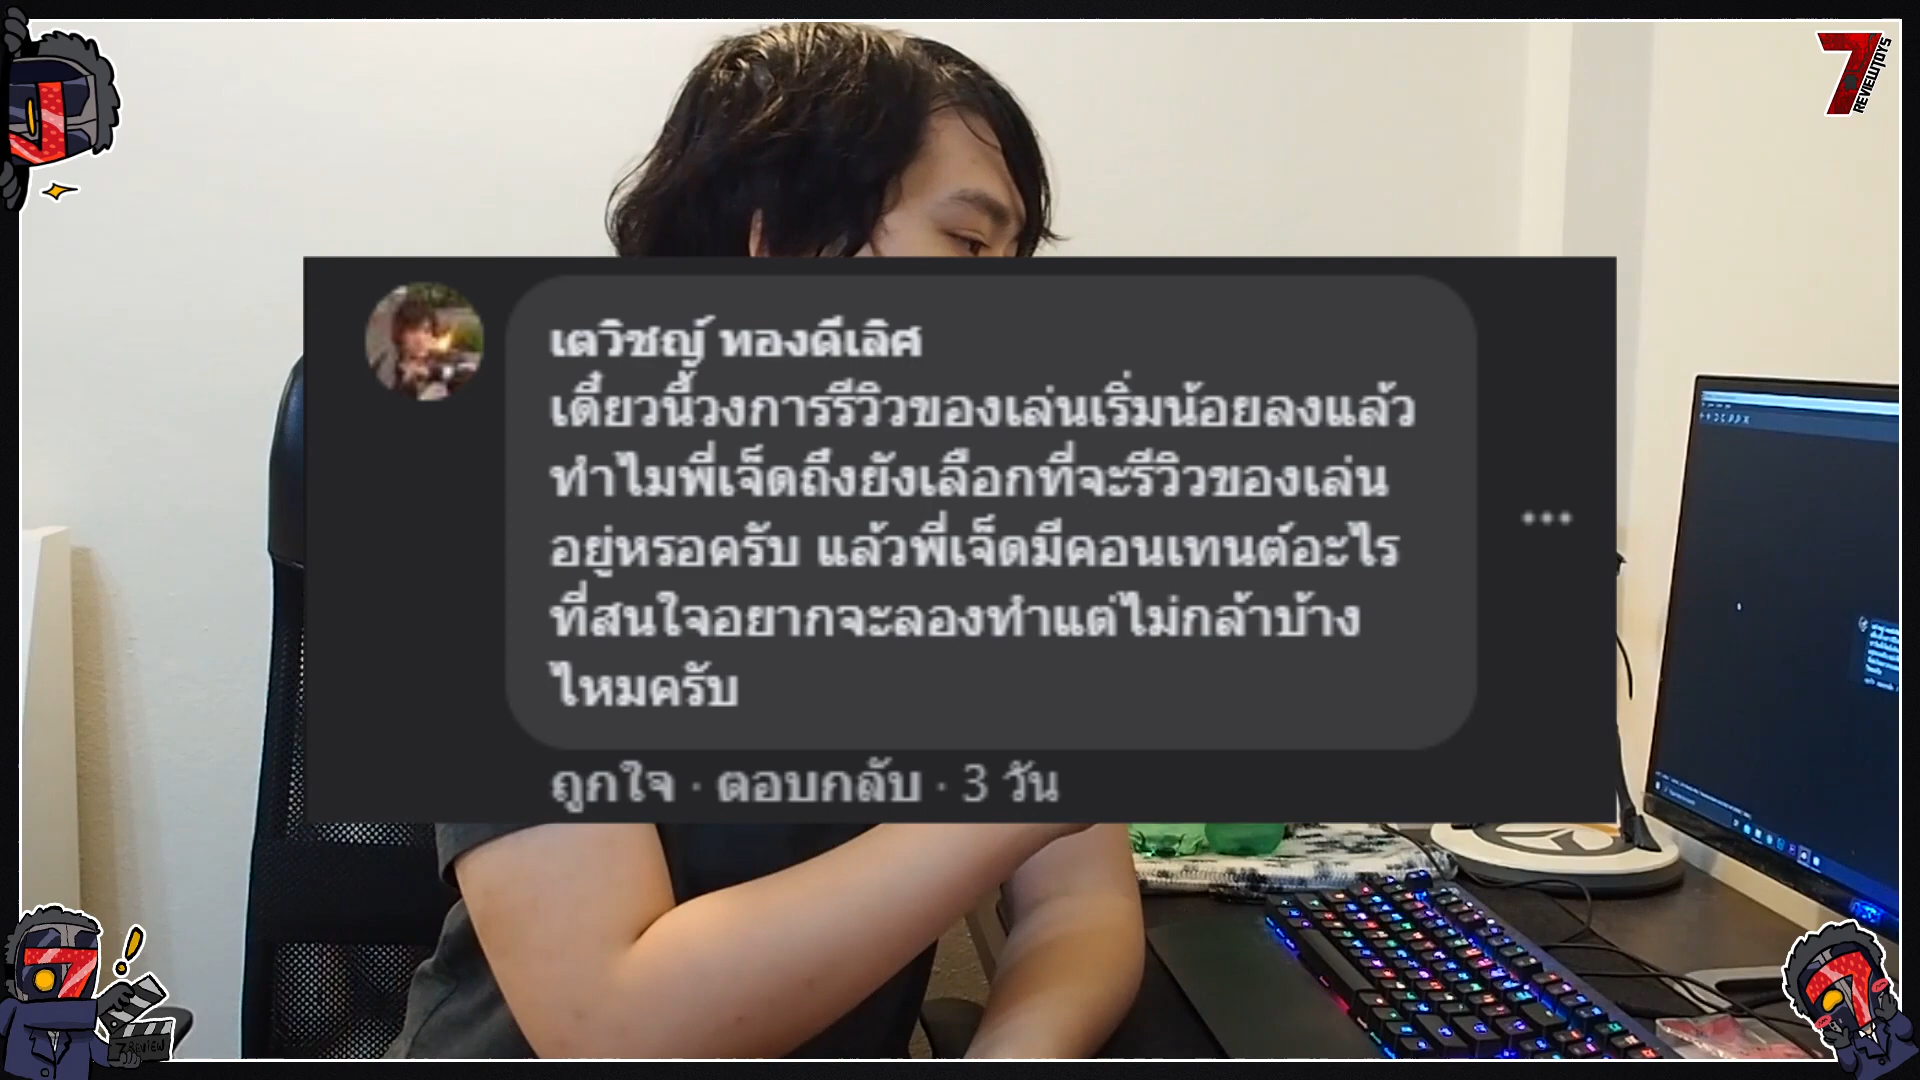 7
REVIEWTOYS
เตวิชญ์ ทองดีเลิศ
เดี๋ยวนี้วงการรีวิวของเล่นเริ่มน้อยลงแล้ว
ทำไมพี่เจ็ดถึงยังเลือกที่จะรีวิวของเล่น
อยู่หรอครับ แล้วพี่เจ็ดมีคอนเทนต์อะไร
ที่สนใจอยากจะลองทำแต่ไม่กล้าบ้าง
ไหมครับ
ถูกใจ · ตอบกลับ · 3 วัน
7 REVIEW